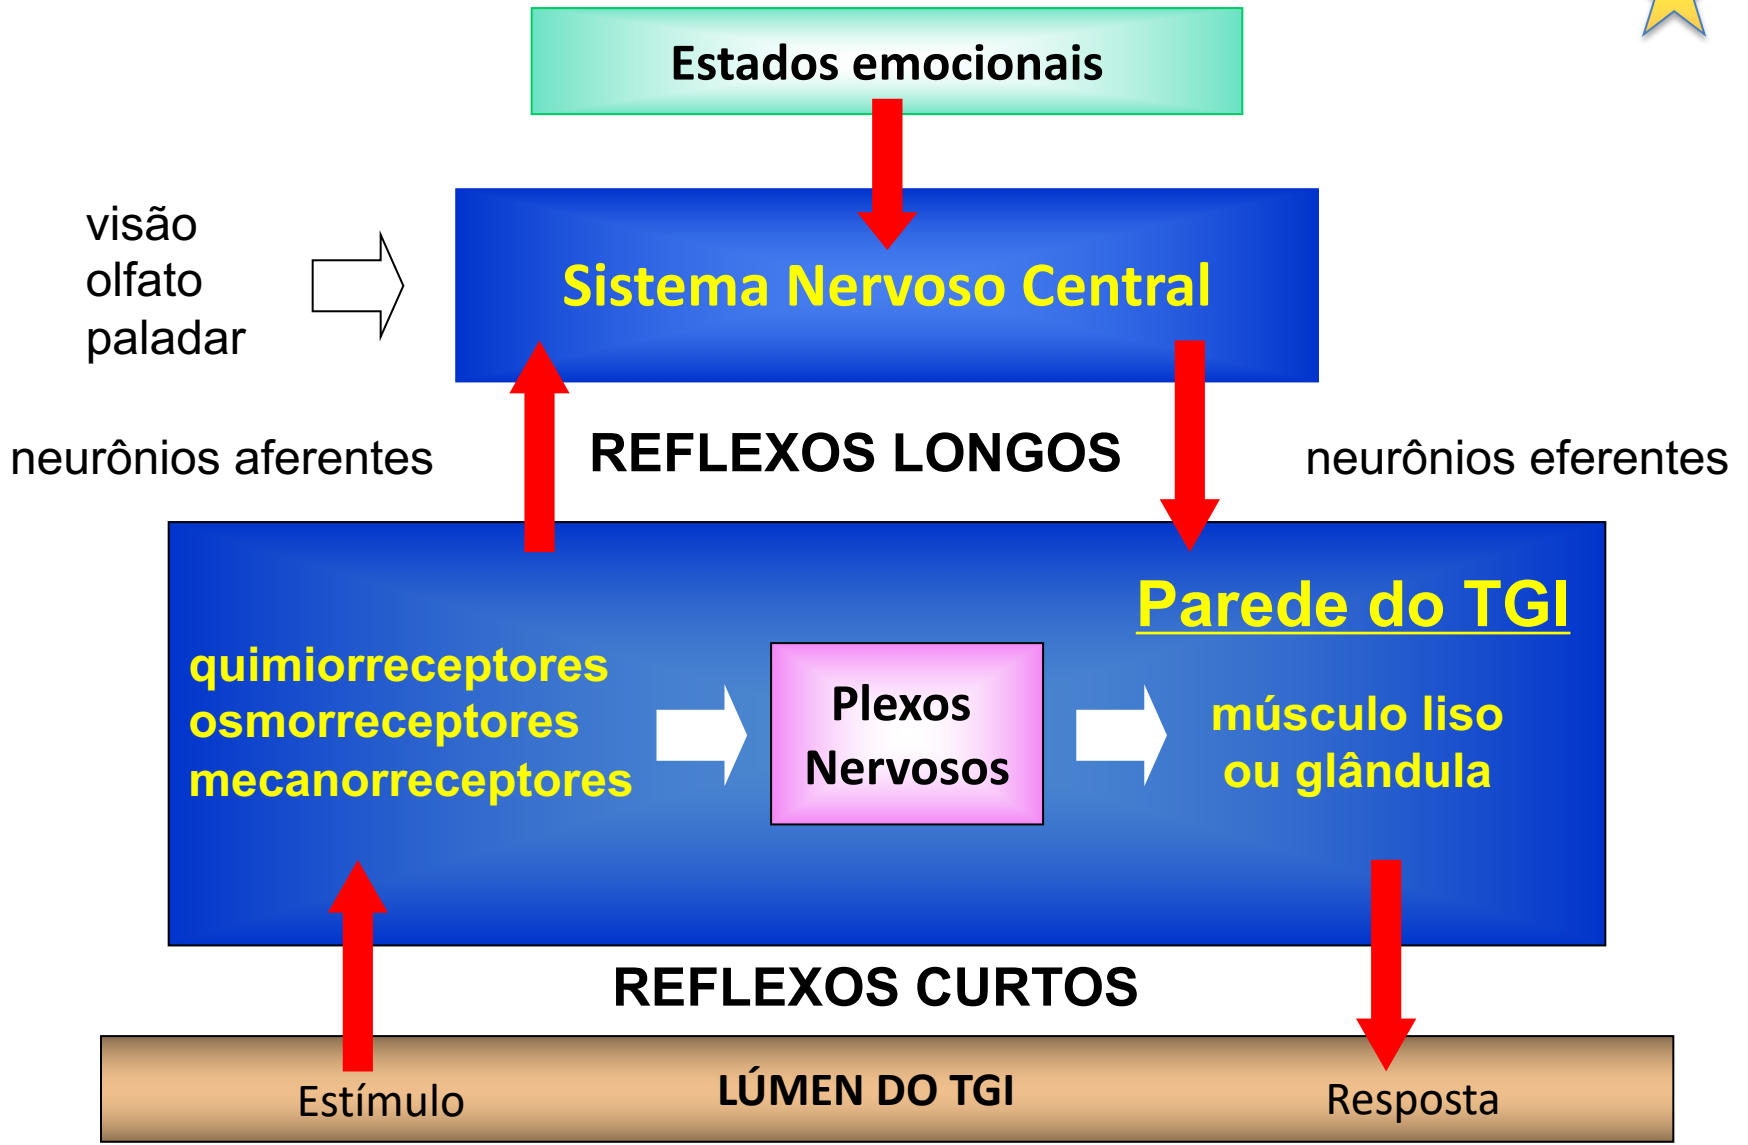 Estados emocionais
visão
olfato
paladar
Sistema Nervoso Central
neurônios aferentes
REFLEXOS LONGOS
neurônios eferentes
Parede do TGI
quimiorreceptores
osmorreceptores
mecanorreceptores
Plexos
Nervosos
músculo liso
ou glândula
REFLEXOS CURTOS
Estímulo
LÚMEN DO TGI
Resposta